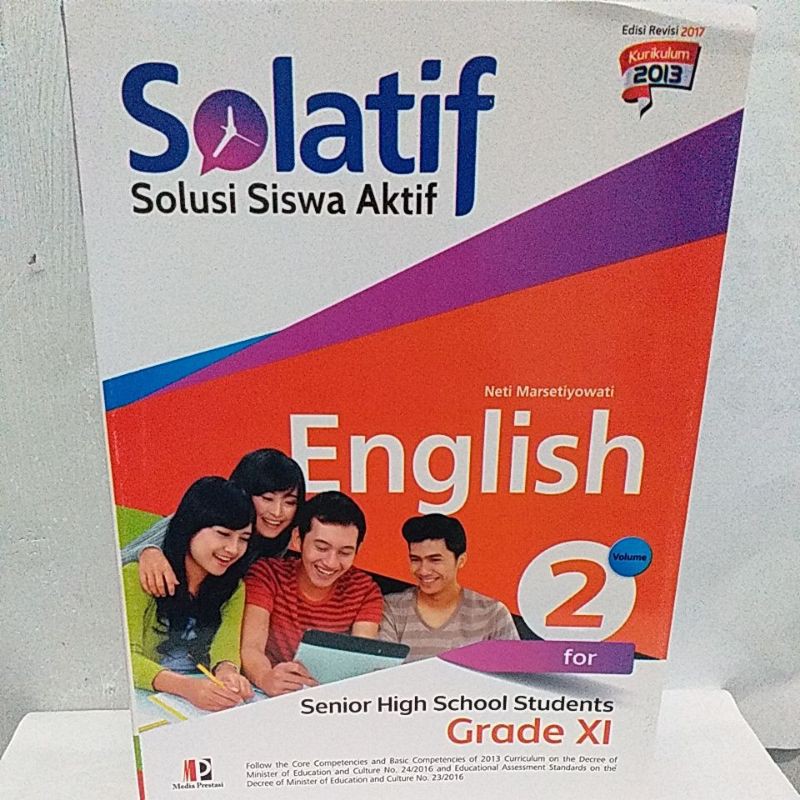 Edisi Revisi 2017
Kurikulum
2013
Solatif
Solusi Siswa Aktif
Neti Marsetiyowati
English
2
Volume
for
Senior High School Students
Grade XI
Follow the Core Competencies and Basic Competencies of 2013 Curriculum on the Decree of
Minister of Education and Culture No. 24/2016 and Educational Assessment Standards on the
Decree of Minister of Education and Culture No. 23/2016
MP
Media Prestasi